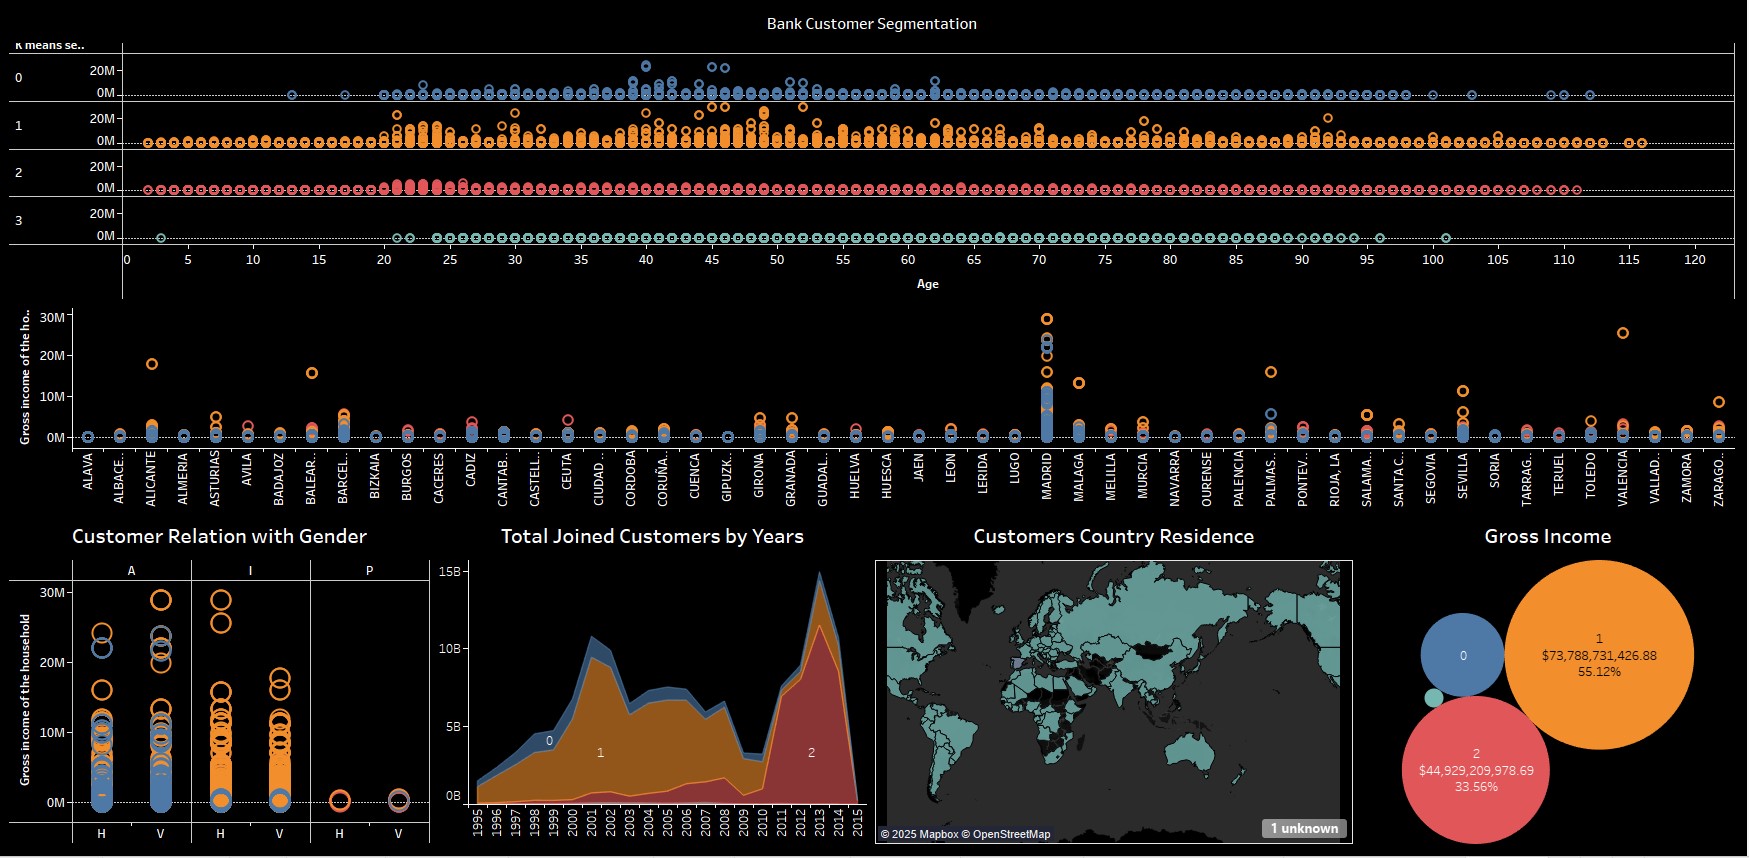 Bank Customer Segmentation
K means se..
0
20M
0M
1
20M
0M
2
20M
0M
3
20M
0M
0 5 10 15 20 25 30 35 40 45 50 55 60 65 70 75 80 85 90 95 100 105 110 115 120
Age
Gross income of the ho..
30M
20M
10M
0M
ALAVA
ALBACE..
ALICANTE
ALMERIA
ASTURIAS
AVILA
BADAJOZ
BALEAR..
BARCEL..
BIZKAIA
BURGOS
CACERES
CADIZ
CANTAB..
CASTELL..
CEUTA
CIUDAD ..
CORDOBA
CORUÑA..
CUENCA
GIPUZK..
GIRONA
GRANADA
GUADAL..
HUELVA
HUESCA
JAEN
LEON
LERIDA
LUGO
MADRID
MALAGA
MELILLA
MURCIA
NAVARRA
OURENSE
PALENCIA
PALMAS..
PONTEV..
RIOJA, LA
SALAMA..
SANTA C..
SEGOVIA
SEVILLA
SORIA
TARRAG..
TERUEL
TOLEDO
VALENCIA
VALLAD..
ZAMORA
ZARAGO..
Customer Relation with Gender
A I P
Gross income of the household
30M
20M
10M
0M
H V H V H V
Total Joined Customers by Years
15B
10B
5B
0B
0
1
2
1995
1996
1997
1998
1999
2000
2001
2002
2003
2004
2005
2006
2007
2008
2009
2010
2011
2012
2013
2014
2015
Customers Country Residence
© 2025 Mapbox © OpenStreetMap
1 unknown
Gross Income
0
1
$73,788,731,426.88
55.12%
2
$44,929,209,978.69
33.56%